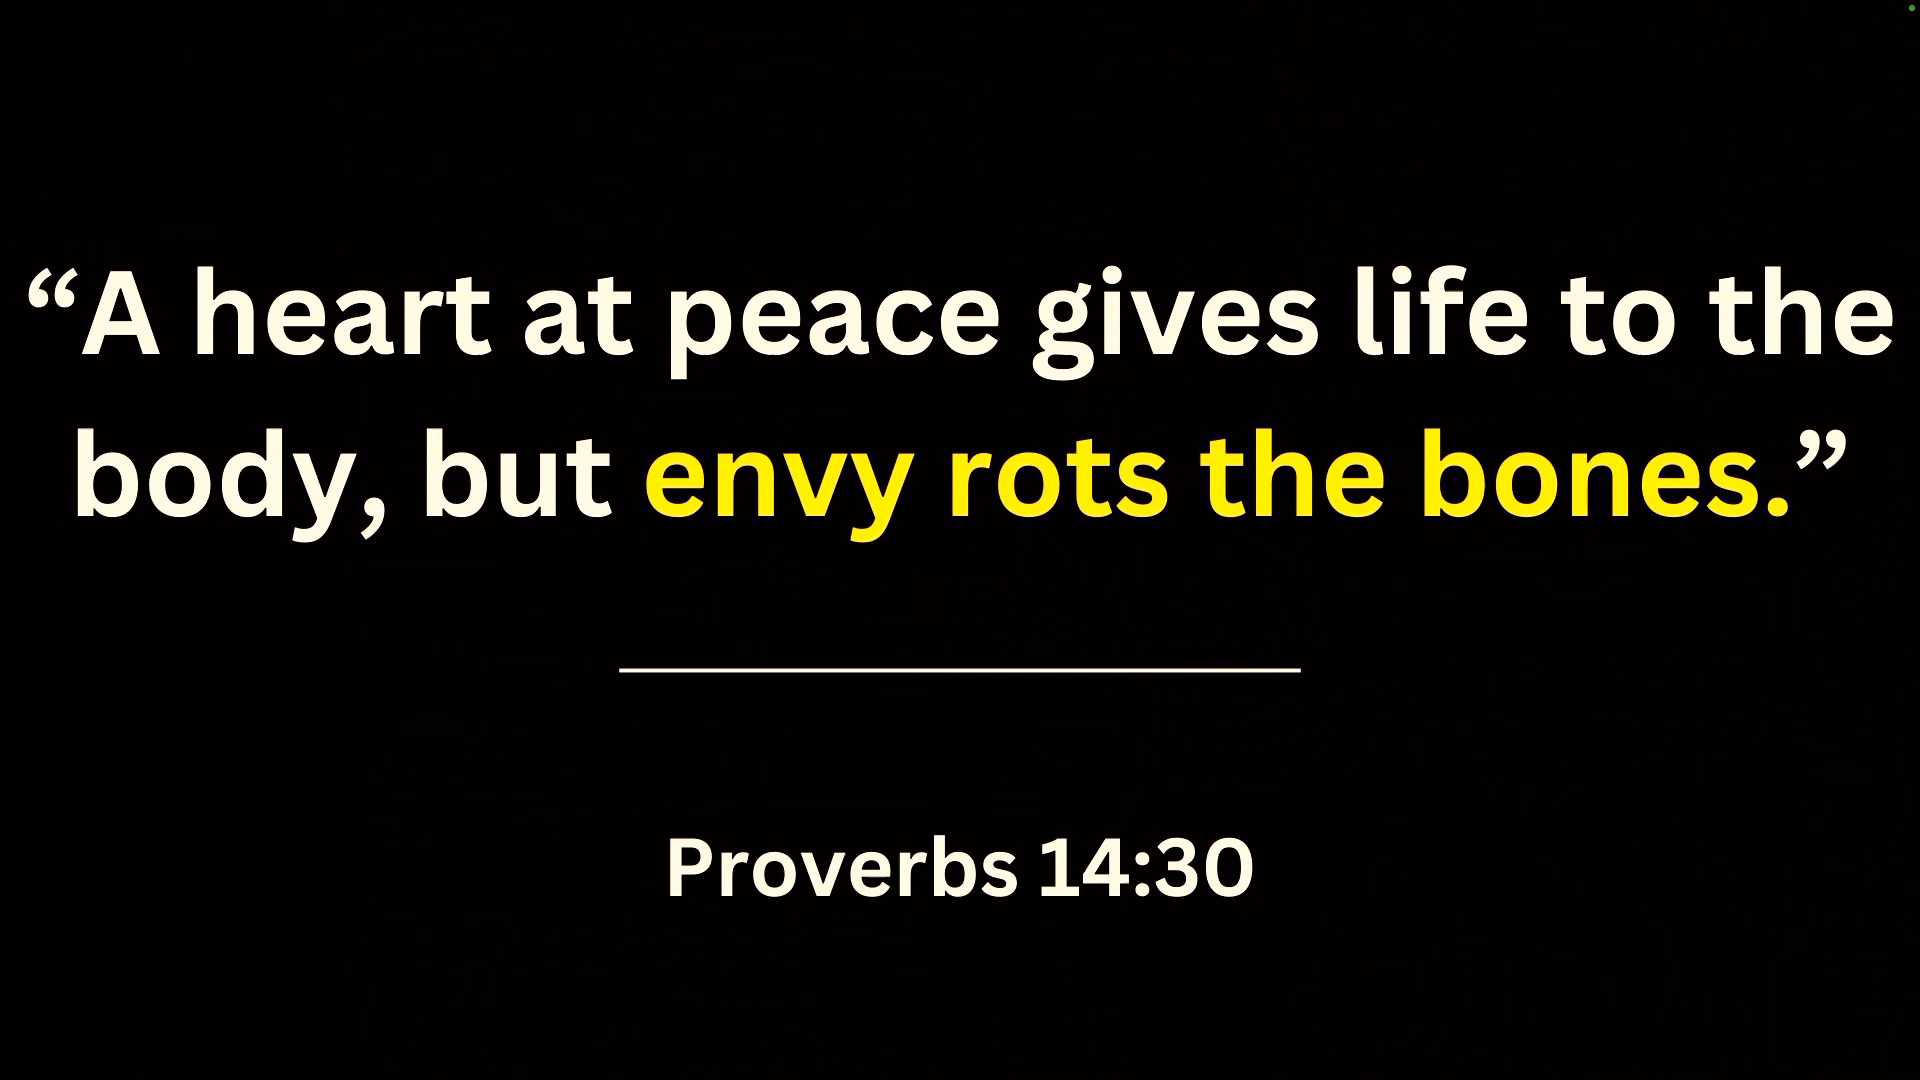 “A heart at peace gives life to the
body, but envy rots the bones.”
Proverbs 14:30